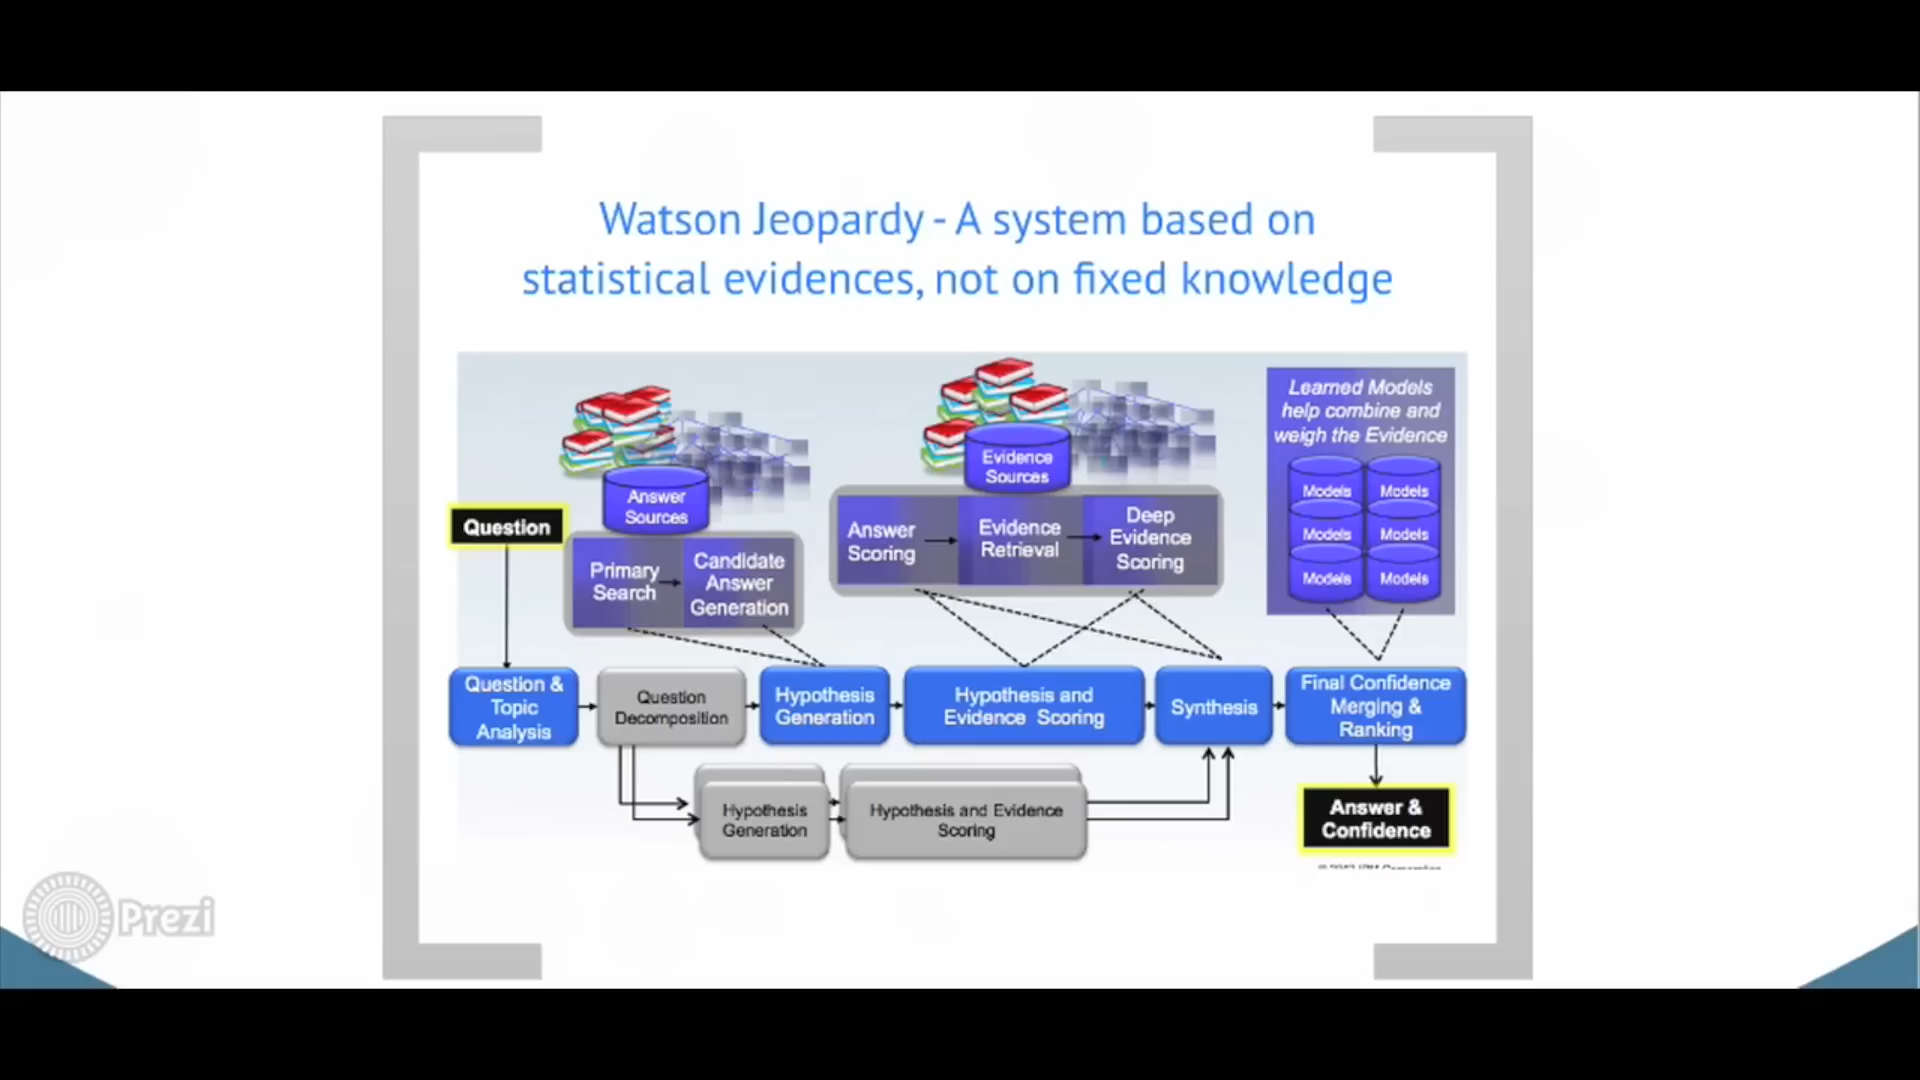 Watson Jeopardy - A system based on
statistical evidences, not on fixed knowledge
Learned Models
help combine and
weigh the Evidence
Evidence
Sources
Answer
Sources
Models Models
Models Models
Models Models
Question
Primary
Search
Candidate
Answer
Generation
Answer
Scoring
Evidence
Retrieval
Deep
Evidence
Scoring
Question &
Topic
Analysis
Question
Decomposition
Hypothesis
Generation
Hypothesis and
Evidence Scoring
Synthesis
Final Confidence
Merging &
Ranking
Hypothesis
Generation
Hypothesis and Evidence
Scoring
Answer &
Confidence
Prezi